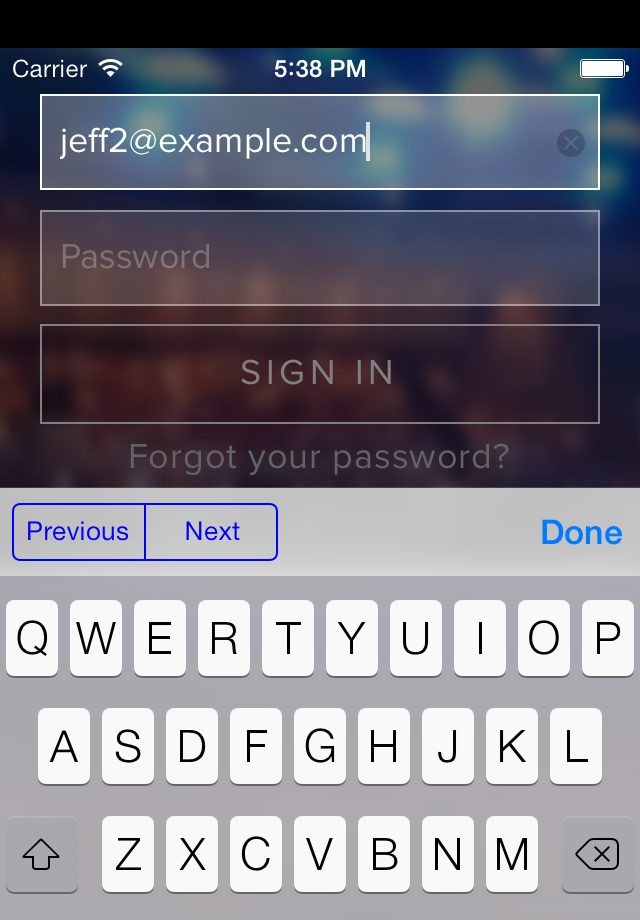 Carrier 5:38 PM
jeff2@example.com
Password
SIGN IN
Forgot your password?
Previous Next Done
Q W E R T Y U I O P
A S D F G H J K L
Z X C V B N M